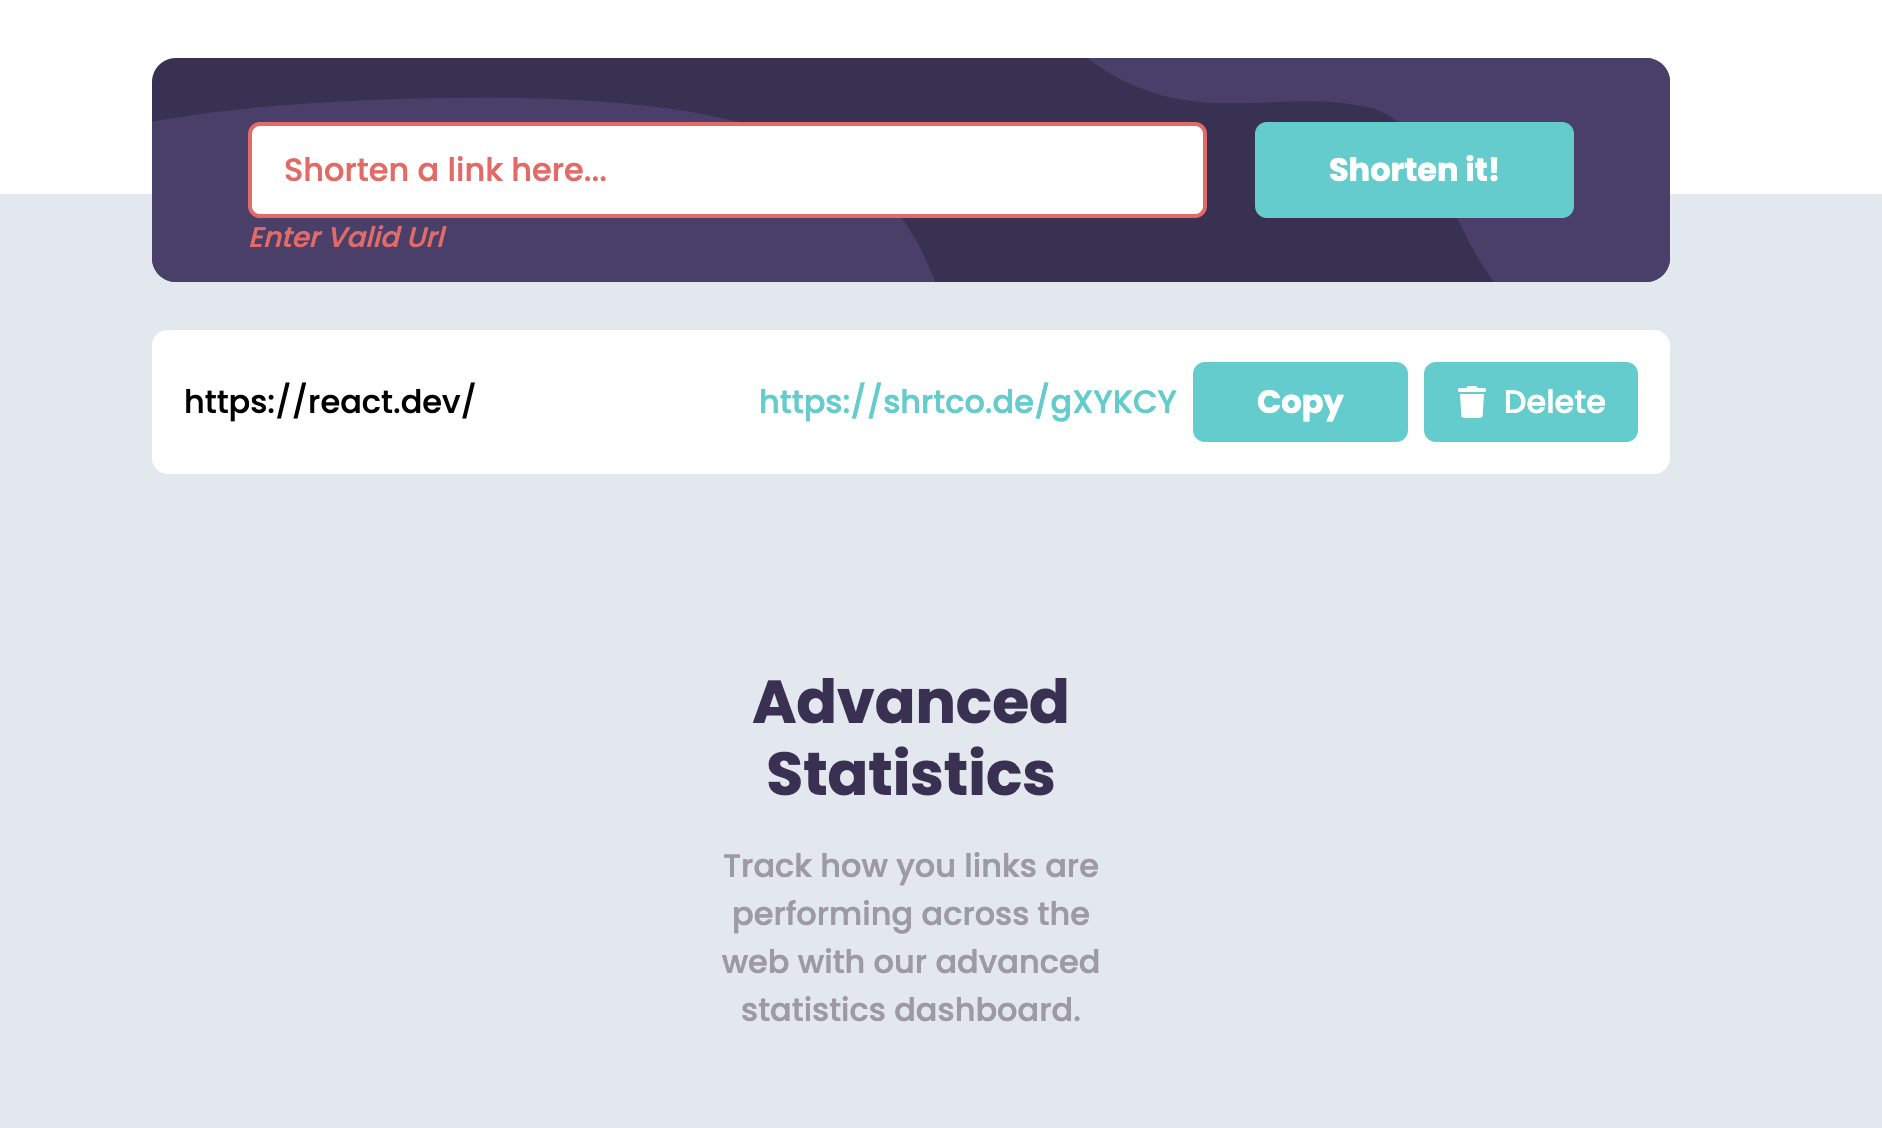 Shorten a link here...
Shorten it!
Enter Valid Url
https://react.dev/
https://shrtco.de/gXYKCY
Copy
Delete
Advanced
Statistics
Track how you links are
performing across the
web with our advanced
statistics dashboard.